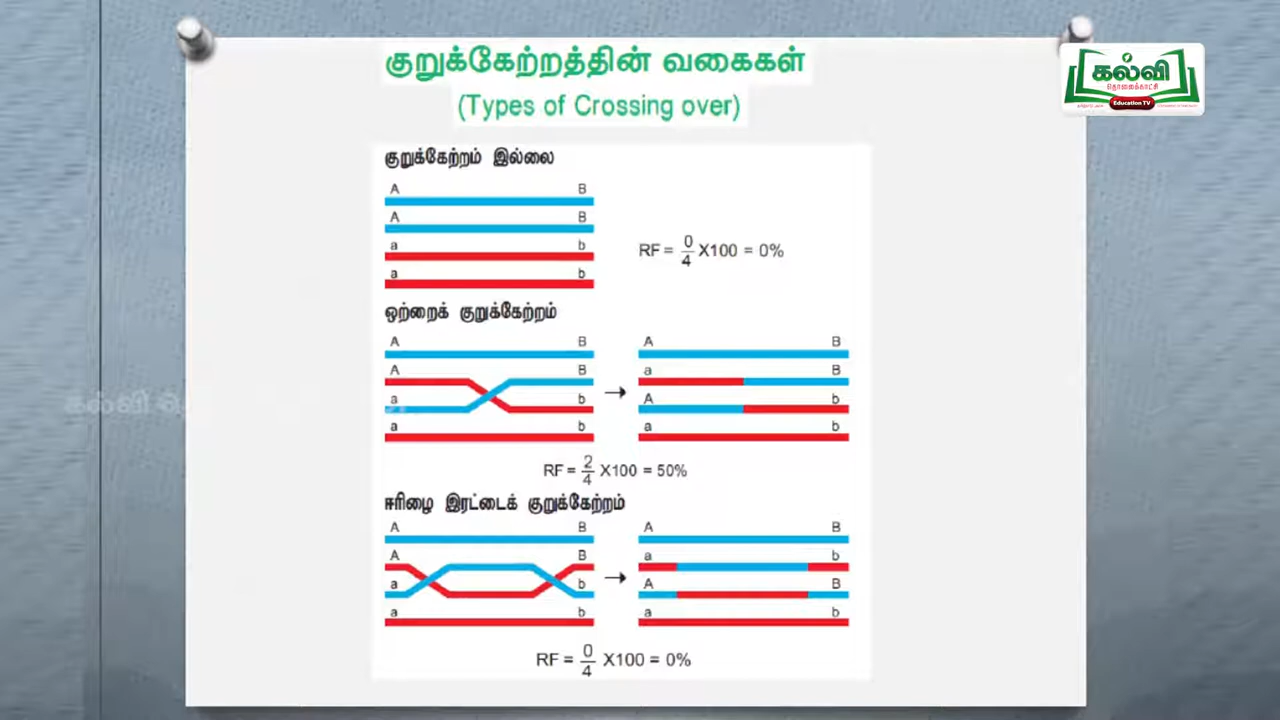 குறுக்கேற்றத்தின் வகைகள்
(Types of Crossing over)
கல்வி
தொலைக்காட்சி
Education TV
குறுக்கேற்றம் இல்லை
A B
A B
a b
a b
RF = 0/4 X100 = 0%
ஒற்றைக் குறுக்கேற்றம்
A B A B
A B a B
a b → A b
a b a b
RF = 2/4 X100 = 50%
ஈரிழை இரட்டைக் குறுக்கேற்றம்
A B A B
A B a b
a b → A B
a b a b
RF = 0/4 X100 = 0%